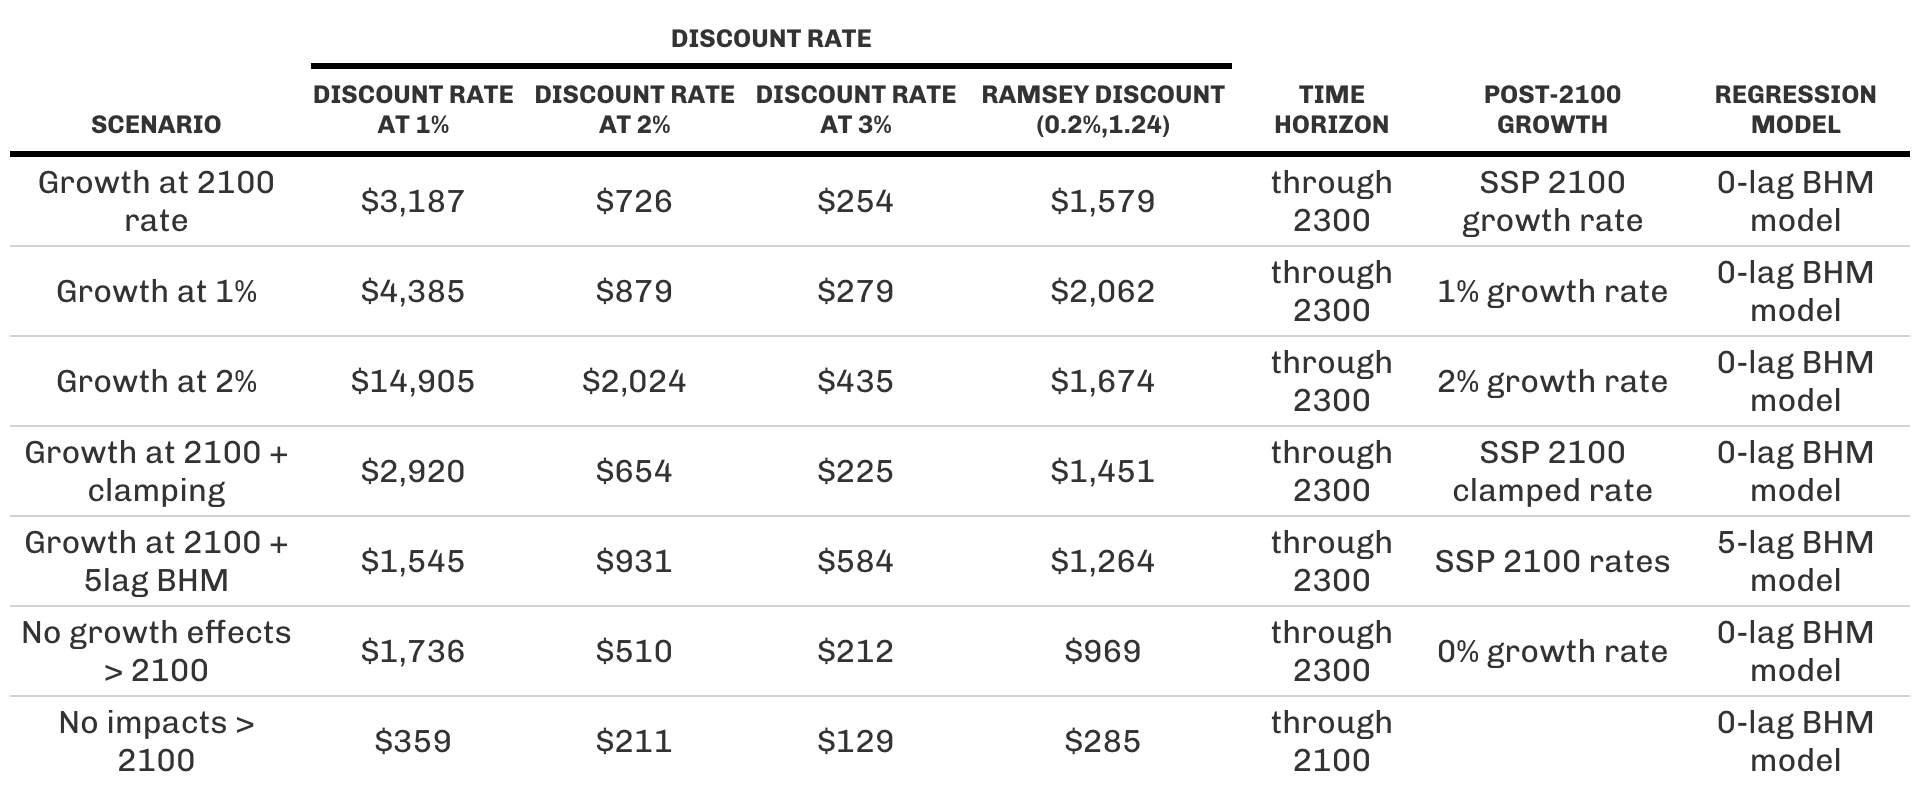 DISCOUNT RATE
SCENARIO
DISCOUNT RATE
AT 1%
DISCOUNT RATE
AT 2%
DISCOUNT RATE
AT 3%
RAMSEY DISCOUNT
(0.2%,1.24)
TIME
HORIZON
POST-2100
GROWTH
REGRESSION
MODEL
Growth at 2100
rate
$3,187
$726
$254
$1,579
through
2300
SSP 2100
growth rate
0-lag BHM
model
Growth at 1%
$4,385
$879
$279
$2,062
through
2300
1% growth rate
0-lag BHM
model
Growth at 2%
$14,905
$2,024
$435
$1,674
through
2300
2% growth rate
0-lag BHM
model
Growth at 2100 +
clamping
$2,920
$654
$225
$1,451
through
2300
SSP 2100
clamped rate
0-lag BHM
model
Growth at 2100 +
5lag BHM
$1,545
$931
$584
$1,264
through
2300
SSP 2100 rates
5-lag BHM
model
No growth effects
> 2100
$1,736
$510
$212
$969
through
2300
0% growth rate
0-lag BHM
model
No impacts >
2100
$359
$211
$129
$285
through
2100
0-lag BHM
model